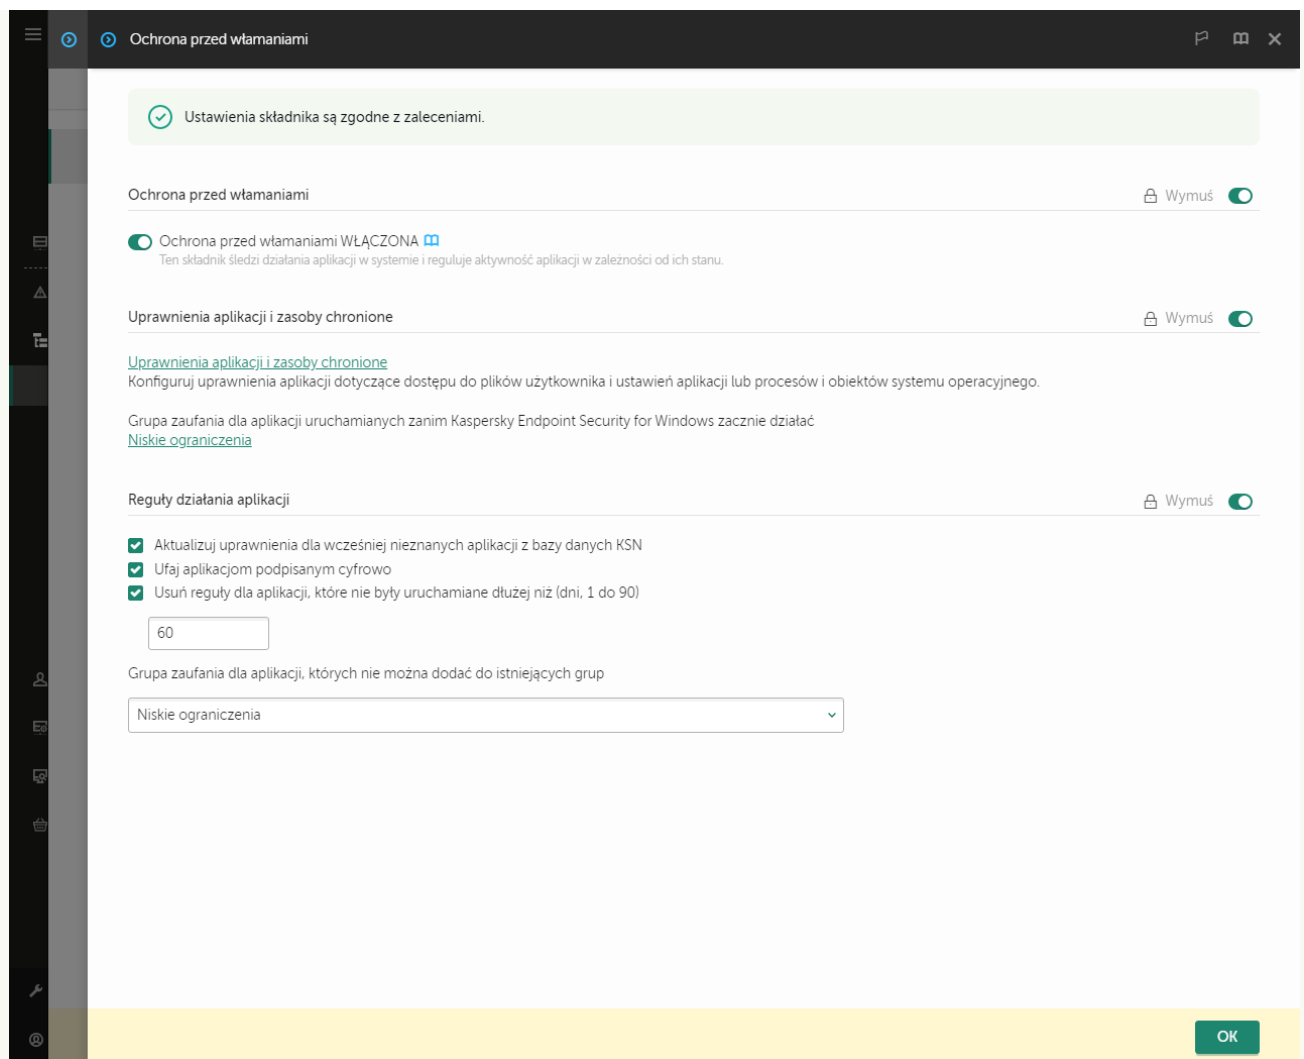 Ochrona przed włamaniami
Ustawienia składnika są zgodne z zaleceniami.
Ochrona przed włamaniami
Wymuś
Ochrona przed włamaniami WŁĄCZONA
Ten składnik śledzi działania aplikacji w systemie i reguluje aktywność aplikacji w zależności od ich stanu.
Uprawnienia aplikacji i zasoby chronione
Wymuś
Uprawnienia aplikacji i zasoby chronione
Konfiguruj uprawnienia aplikacji dotyczące dostępu do plików użytkownika i ustawień aplikacji lub procesów i obiektów systemu operacyjnego.
Grupa zaufania dla aplikacji uruchamianych zanim Kaspersky Endpoint Security for Windows zacznie działać
Niskie ograniczenia
Reguły działania aplikacji
Wymuś
Aktualizuj uprawnienia dla wcześniej nieznanych aplikacji z bazy danych KSN
Ufaj aplikacjom podpisanym cyfrowo
Usuń reguły dla aplikacji, które nie były uruchamiane dłużej niż (dni, 1 do 90)
60
Grupa zaufania dla aplikacji, których nie można dodać do istniejących grup
Niskie ograniczenia
OK